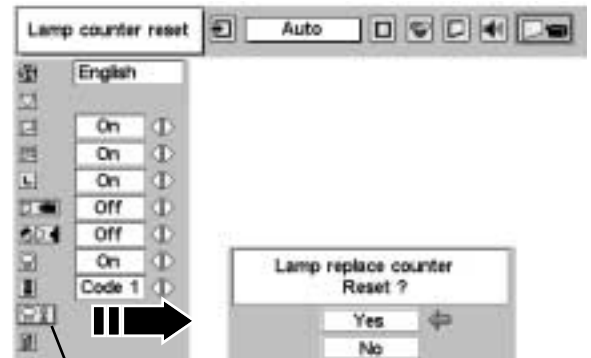 Lamp counter reset
Auto
English
On
On
On
Off
Off
On
Code 1
Lamp replace counter
Reset ?
Yes
No